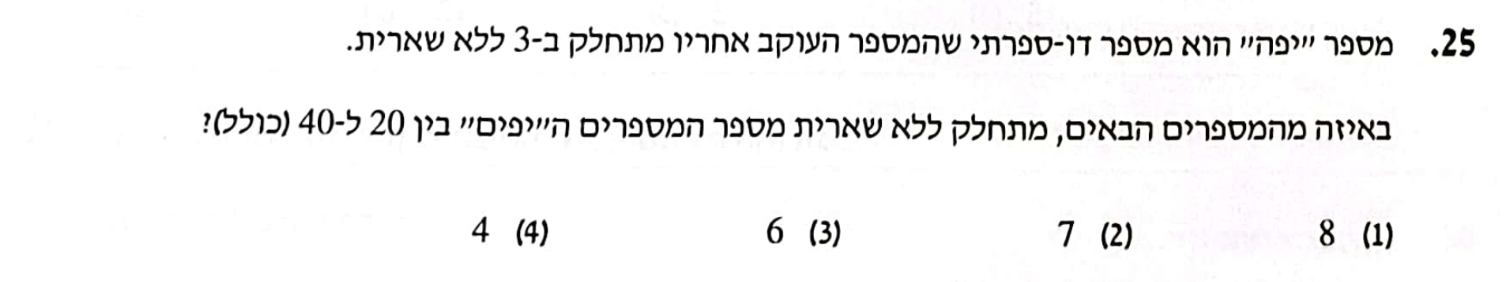 25. מספר "יפה" הוא מספר דו-ספרתי שהמספר העוקב אחריו מתחלק ב-3 ללא שארית.
באיזה מהמספרים הבאים, מתחלק ללא שארית מספר המספרים ה"יפים" בין 20 ל-40 (כולל)?
(1) 8 (2) 7 (3) 6 (4) 4